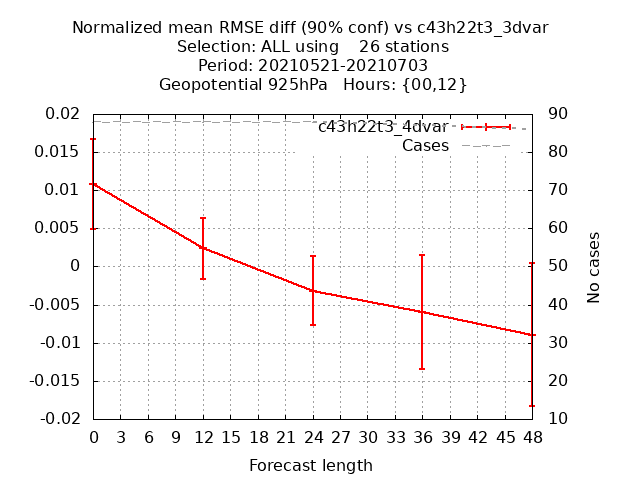 Normalized mean RMSE diff (90% conf) vs c43h22t3_3dvar
Selection: ALL using    26 stations
Period: 20210521-20210703
Geopotential 925hPa   Hours: {00,12}
c43h22t3_4dvar
Cases
0.02
0.015
0.01
0.005
0
-0.005
-0.01
-0.015
-0.02
90
80
70
60
50
40
30
20
10
No cases
0 3 6 9 12 15 18 21 24 27 30 33 36 39 42 45 48
Forecast length